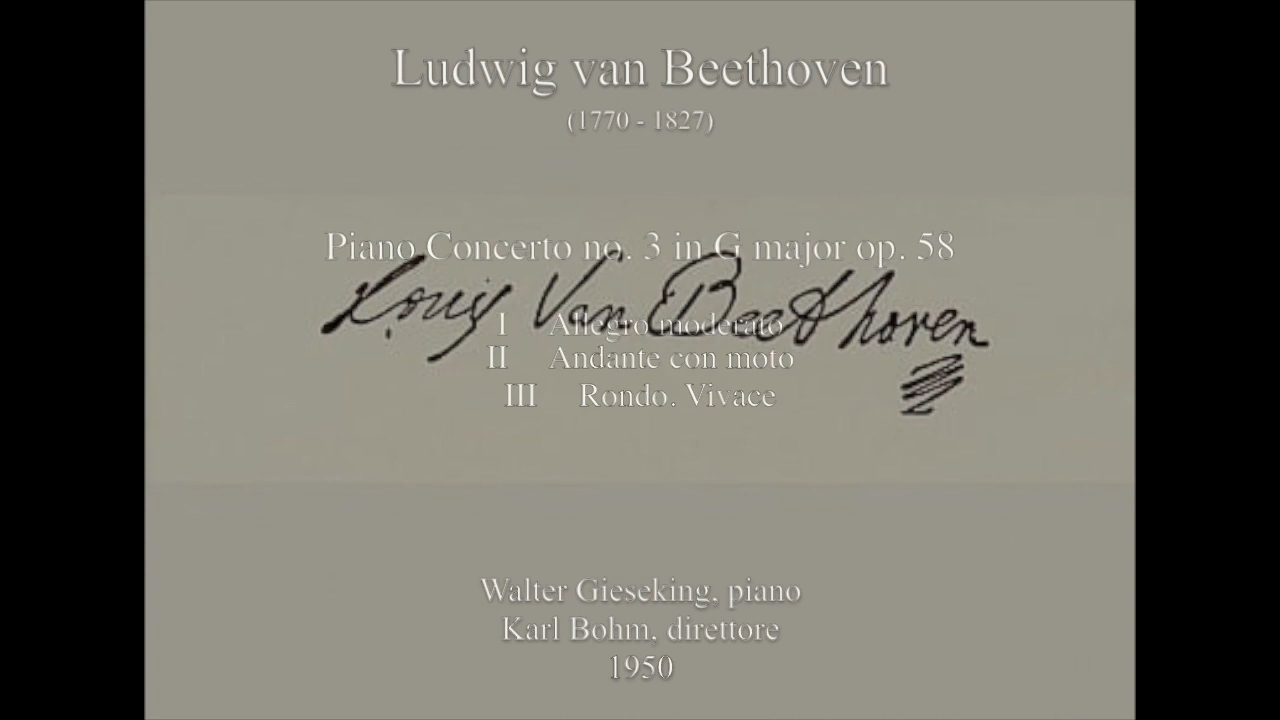 Ludwig van Beethoven
(1770 - 1827)
Piano Concerto no. 3 in G major op. 58
Louis Van Beethoven
I Allegro moderato
II Andante con moto
III Rondo. Vivace
Walter Gieseking, piano
Karl Bohm, direttore
1950